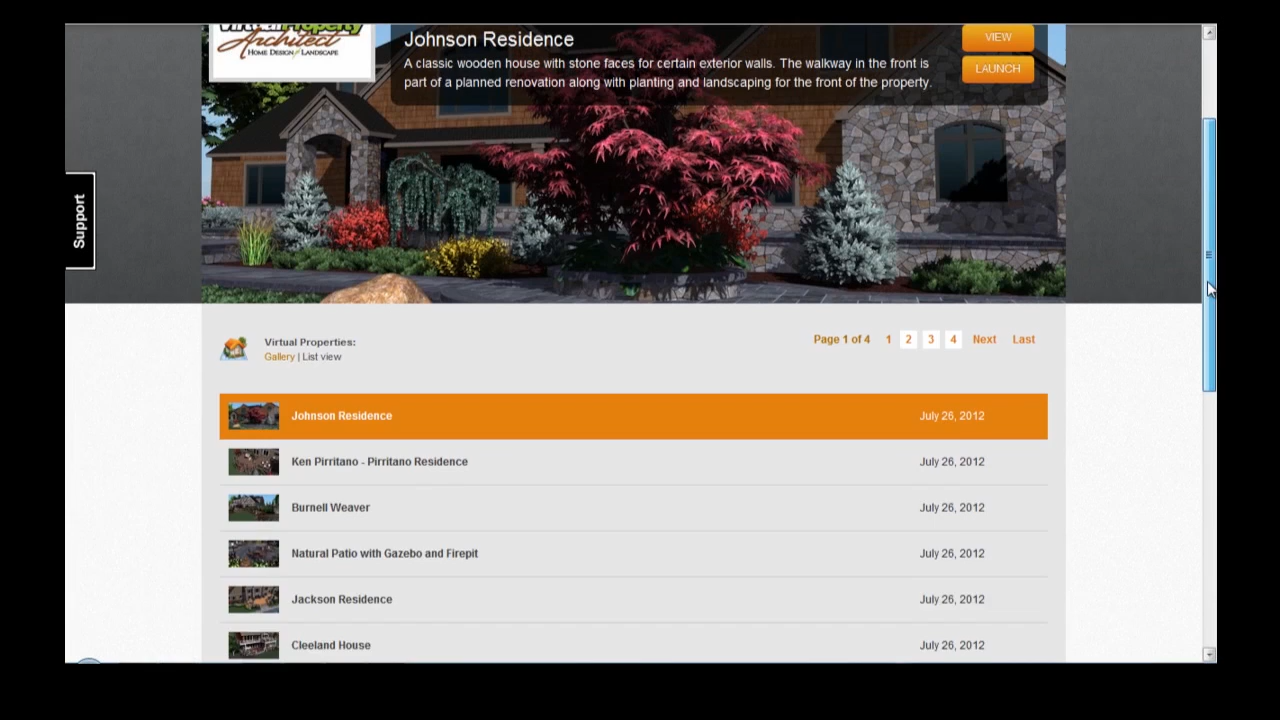 Virtual Property
Architect
HOME DESIGN / LANDSCAPE
Johnson Residence
A classic wooden house with stone faces for certain exterior walls. The walkway in the front is
part of a planned renovation along with planting and landscaping for the front of the property.
VIEW
LAUNCH
Support
Virtual Properties:
Gallery | List view
Page 1 of 4 1 2 3 4 Next Last
Johnson Residence July 26, 2012
Ken Pirritano - Pirritano Residence July 26, 2012
Burnell Weaver July 26, 2012
Natural Patio with Gazebo and Firepit July 26, 2012
Jackson Residence July 26, 2012
Cleeland House July 26, 2012